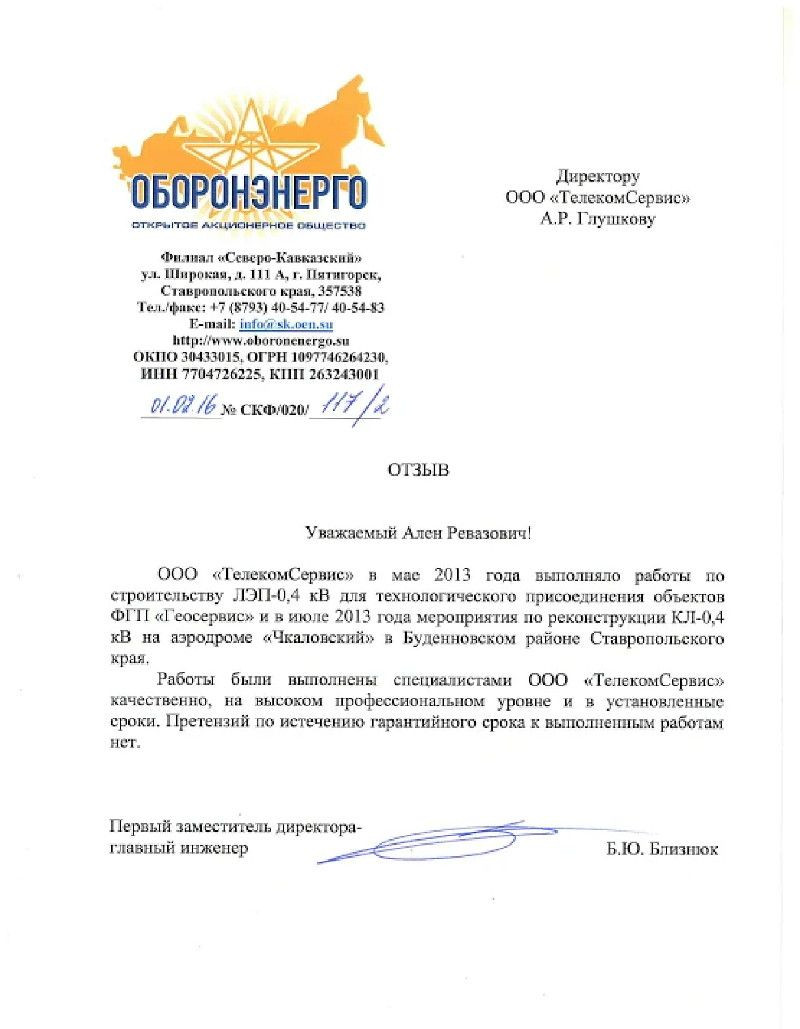 ОБОРОНЭНЕРГО
ОТКРЫТОЕ АКЦИОНЕРНОЕ ОБЩЕСТВО
Филиал «Северо-Кавказский»
ул. Широкая, д. 111 А, г. Пятигорск,
Ставропольского края, 357538
Тел./факс: +7 (8793) 40-54-77/ 40-54-83
E-mail: info@sk.oen.su
http://www.oboronenergo.su
ОКПО 30433015, ОГРН 1097746264230,
ИНН 7704726225, КПП 263243001
01.02.16 № СКФ/020/ 117/2
Директору
ООО «ТелекомСервис»
А.Р. Глушкову
ОТЗЫВ
Уважаемый Ален Ревазович!
ООО «ТелекомСервис» в мае 2013 года выполняло работы по
строительству ЛЭП-0,4 кВ для технологического присоединения объектов
ФГП «Геосервис» и в июле 2013 года мероприятия по реконструкции КЛ-0,4
кВ на аэродроме «Чкаловский» в Буденновском районе Ставропольского
края.
Работы были выполнены специалистами ООО «ТелекомСервис»
качественно, на высоком профессиональном уровне и в установленные
сроки. Претензий по истечению гарантийного срока к выполненным работам
нет.
Первый заместитель директора-
главный инженер
Б.Ю. Близнюк